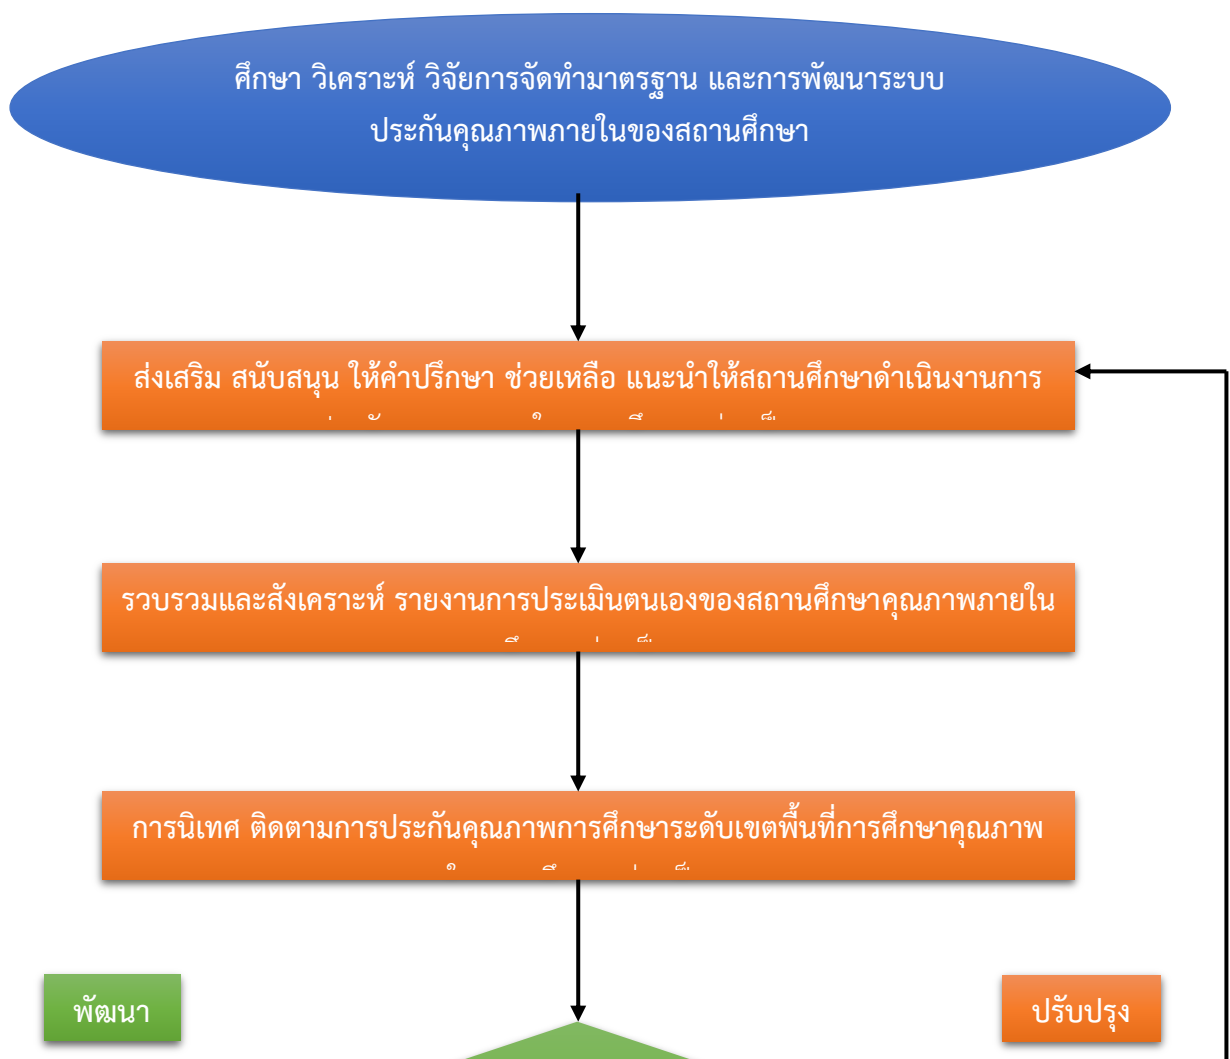 ศึกษา วิเคราะห์ วิจัยการจัดทำมาตรฐาน และการพัฒนาระบบ
ประกันคุณภาพภายในของสถานศึกษา
ส่งเสริม สนับสนุน ให้คำปรึกษา ช่วยเหลือ แนะนำให้สถานศึกษาดำเนินงานการ
รวบรวมและสังเคราะห์ รายงานการประเมินตนเองของสถานศึกษาคุณภาพภายใน
การนิเทศ ติดตามการประกันคุณภาพการศึกษาระดับเขตพื้นที่การศึกษาคุณภาพ
พัฒนา
ปรับปรุง